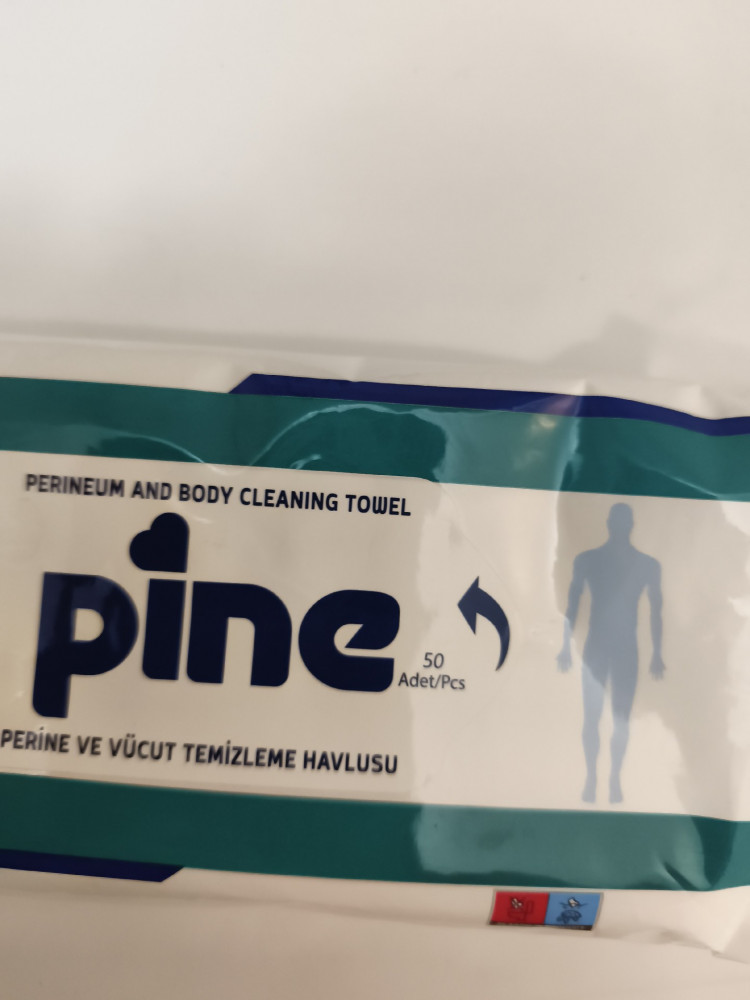 PERINEUM AND BODY CLEANING TOWEL
pine
50
Adet/Pcs
PERİNE VE VÜCUT TEMİZLEME HAVLUSU